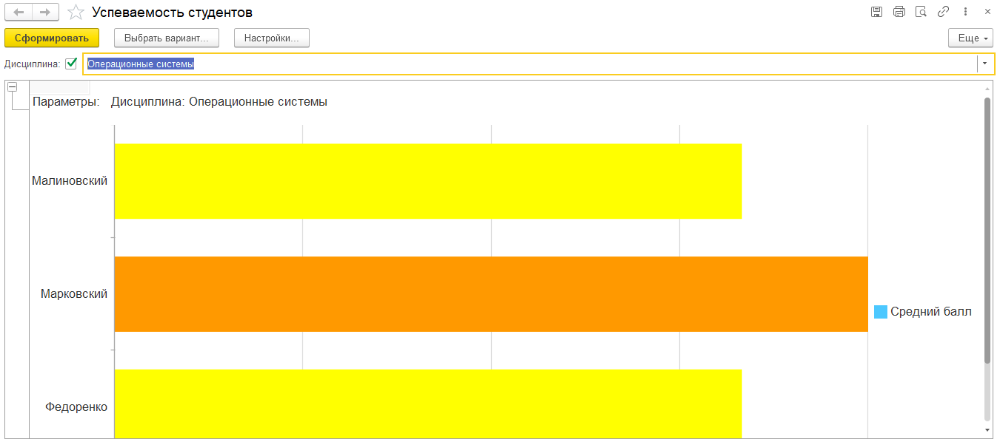 Успеваемость студентов
Сформировать Выбрать вариант... Настройки... Еще
Дисциплина: Операционные системы
Параметры: Дисциплина: Операционные системы
Малиновский
Марковский
Средний балл
Федоренко